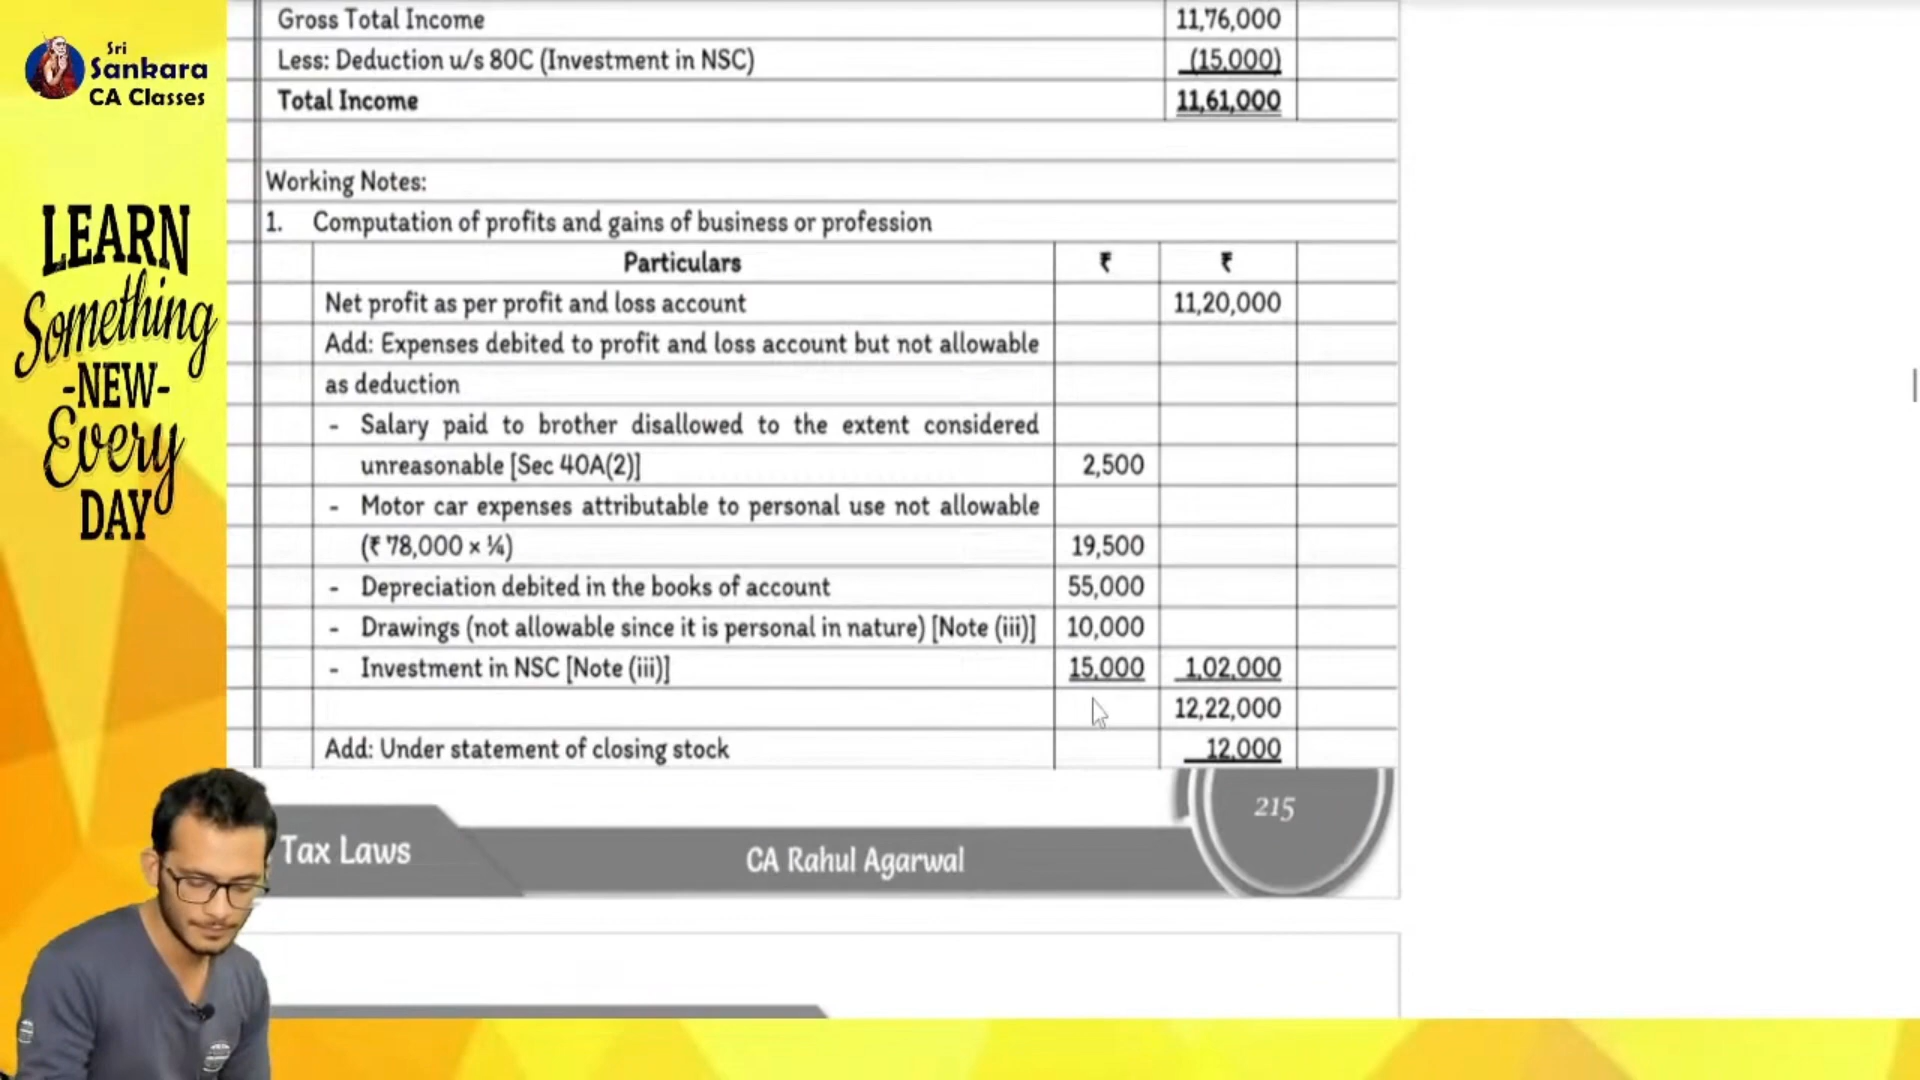 Sri
Sankara
CA Classes
LEARN
Something
-NEW-
Every
DAY
Gross Total Income 11,76,000
Less: Deduction u/s 80C (Investment in NSC) (15,000)
Total Income 11,61,000
Working Notes:
1. Computation of profits and gains of business or profession
Particulars ₹ ₹
Net profit as per profit and loss account 11,20,000
Add: Expenses debited to profit and loss account but not allowable
as deduction
- Salary paid to brother disallowed to the extent considered
unreasonable [Sec 40A(2)] 2,500
- Motor car expenses attributable to personal use not allowable
(₹ 78,000 x ¼) 19,500
- Depreciation debited in the books of account 55,000
- Drawings (not allowable since it is personal in nature) [Note (iii)] 10,000
- Investment in NSC [Note (iii)] 15,000 1,02,000
12,22,000
Add: Under statement of closing stock 12,000
215
Tax Laws
CA Rahul Agarwal